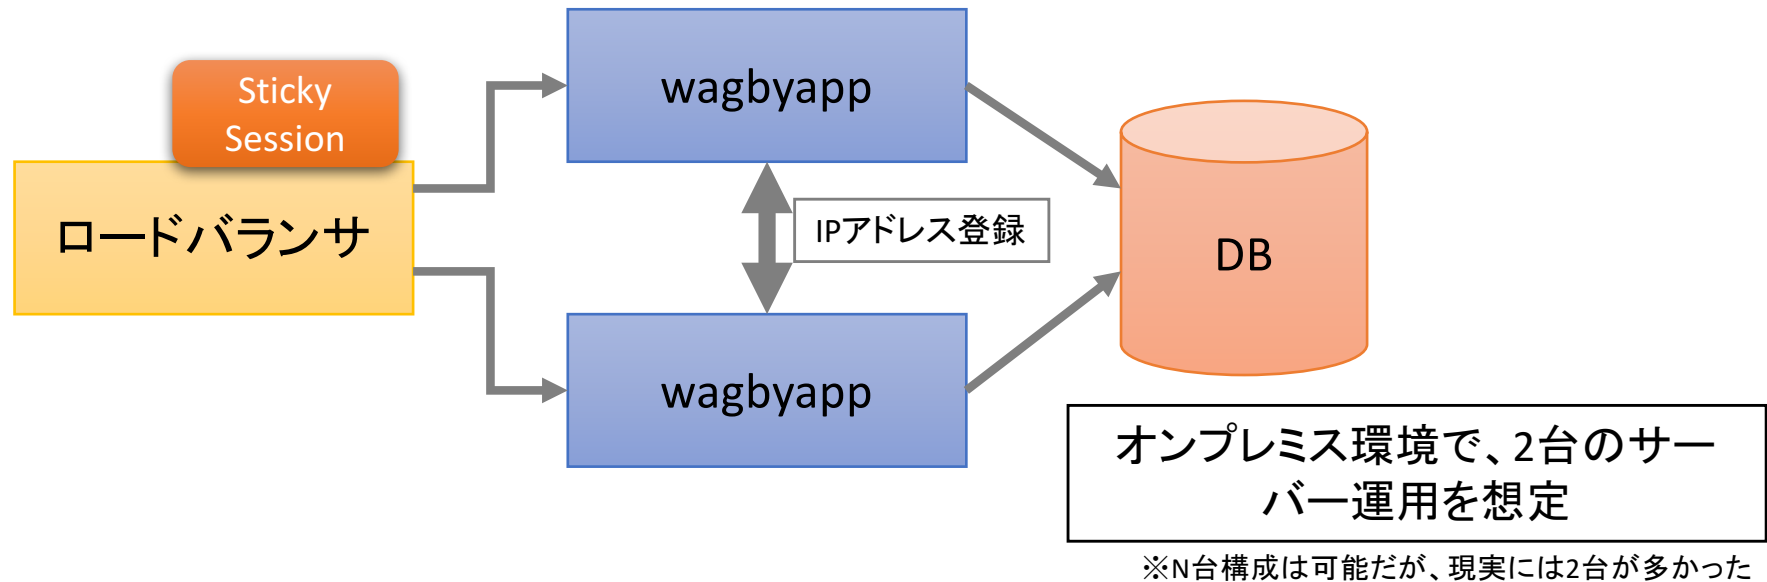 Sticky
Session
ロードバランサ
wagbyapp
IPアドレス登録
wagbyapp
DB
オンプレミス環境で、2台のサー
バー運用を想定
※N台構成は可能だが、現実には2台が多かった